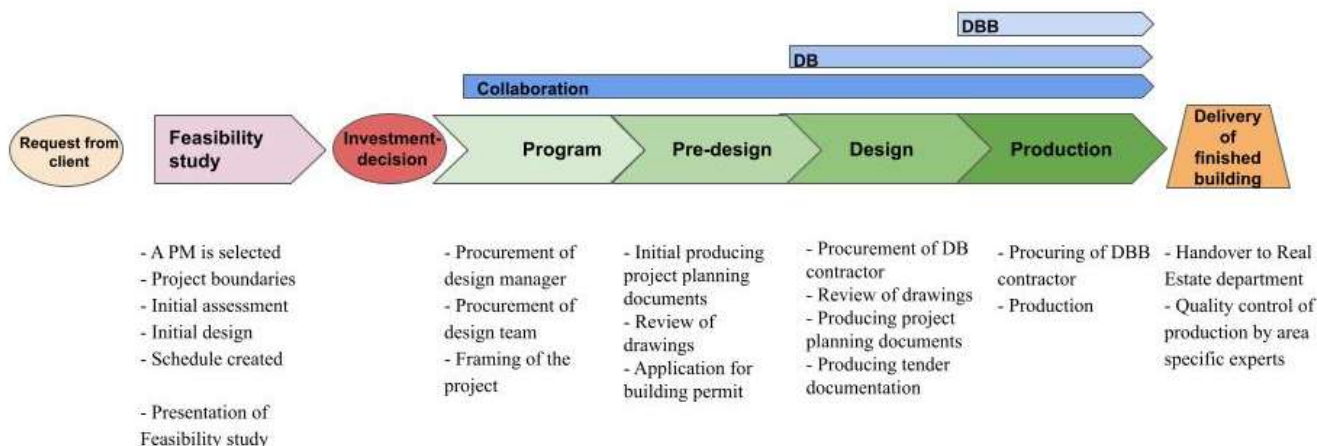 DBB
DB
Collaboration
Request from
client
Feasibility
study
Investment-
decision
Program
Pre-design
Design
Production
Delivery
of
finished
building
- A PM is selected
- Project boundaries
- Initial assessment
- Initial design
- Schedule created
- Presentation of
Feasibility study
- Procurement of
design manager
- Procurement of
design team
- Framing of the
project
- Initial producing
project planning
documents
- Review of
drawings
- Application for
building permit
- Procurement of DB
contractor
- Review of drawings
- Producing project
planning documents
- Producing tender
documentation
- Procuring of DBB
contractor
- Production
- Handover to Real
Estate department
- Quality control of
production by area
specific experts